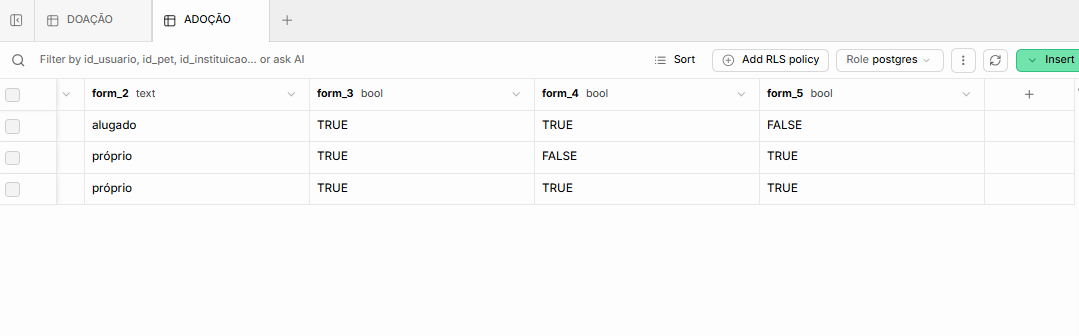 DOAÇÃO ADOÇÃO
Filter by id_usuario, id_pet, id_instituicao... or ask AI Sort Add RLS policy Role postgres Insert
form_2 text form_3 bool form_4 bool form_5 bool
alugado TRUE TRUE FALSE
próprio TRUE FALSE TRUE
próprio TRUE TRUE TRUE